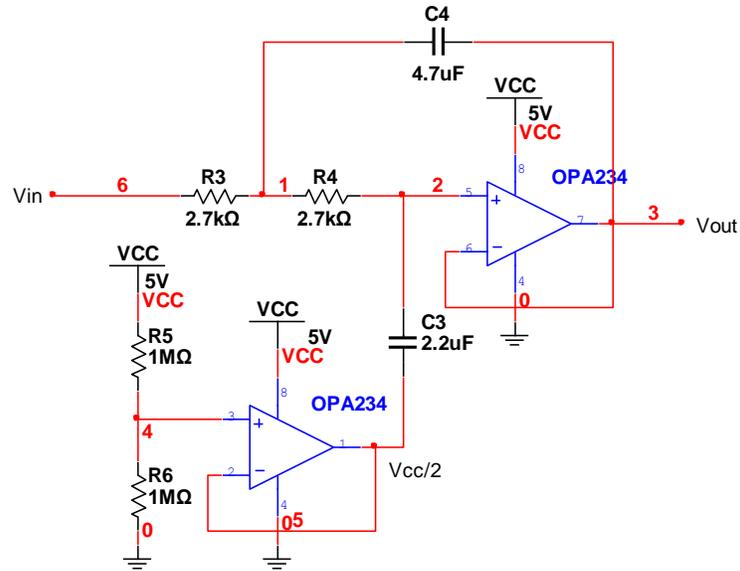 C4
4.7uF
VCC
5V
VCC
8
OPA234
Vin
6
R3
2.7kΩ
1
R4
2.7kΩ
2
5
+
7
3
Vout
6
−
4
0
VCC
5V
VCC
R5
1MΩ
VCC
5V
VCC
C3
2.2uF
8
OPA234
4
3
+
1
Vcc/2
R6
1MΩ
2
−
4
0
05